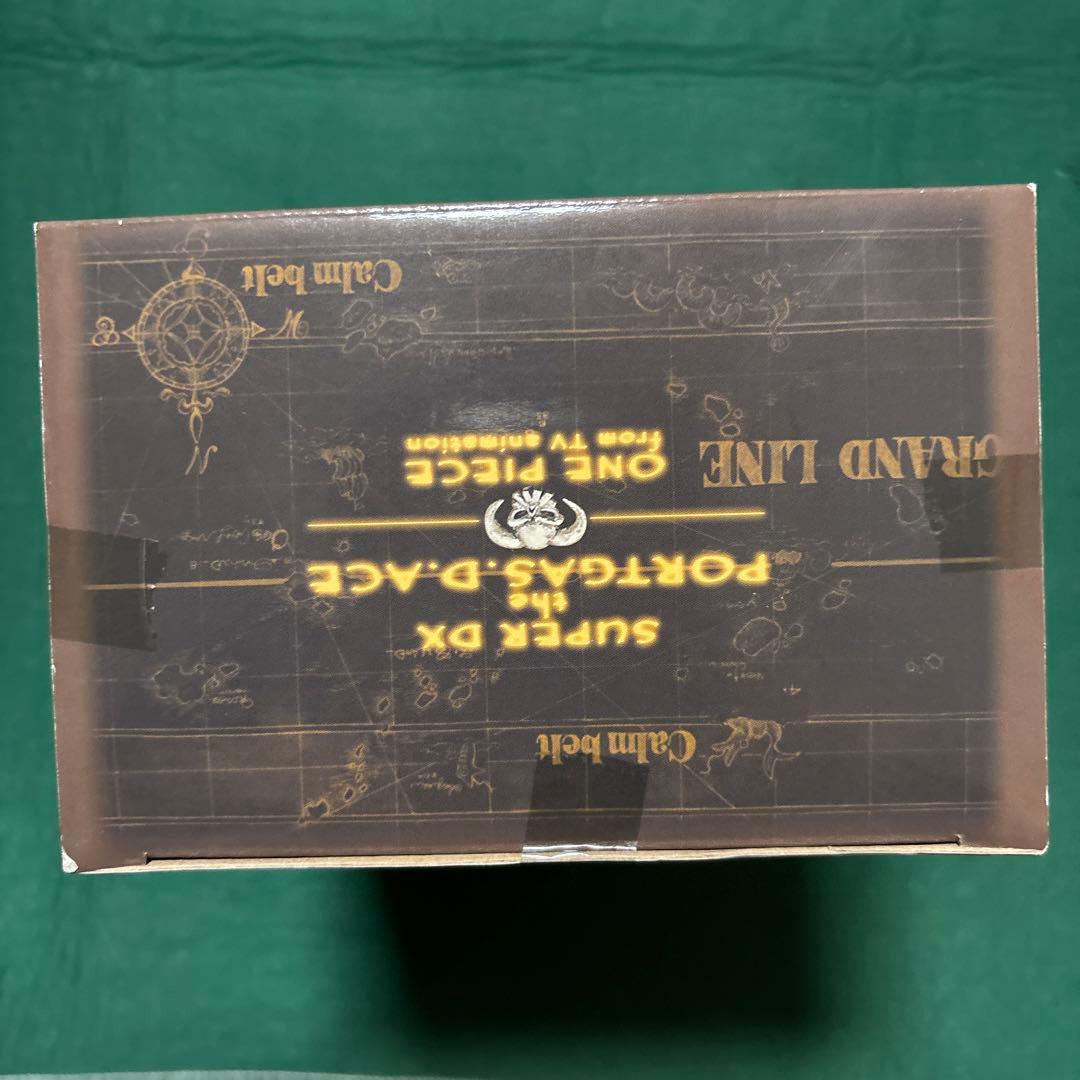 Calm belt
SUPER DX
the
PORTGAS.D.ACE
ONE PIECE
from TV animation
GRAND LINE
Calm belt
N
W
E
S